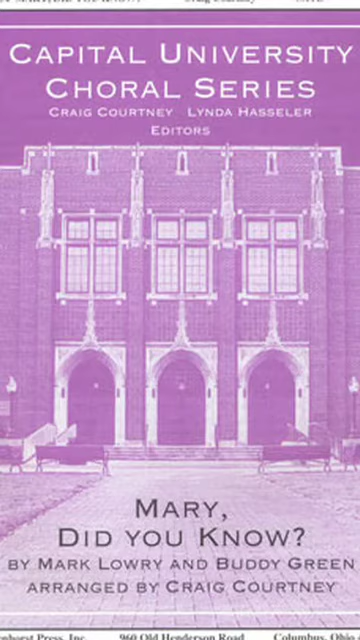 CAPITAL UNIVERSITY
CHORAL SERIES
CRAIG COURTNEY LYNDA HASSELER
EDITORS
MARY,
DID YOU KNOW?
BY MARK LOWRY AND BUDDY GREEN
ARRANGED BY CRAIG COURTNEY
Press, Inc. 960 Old Henderson Road Columbus, Ohio